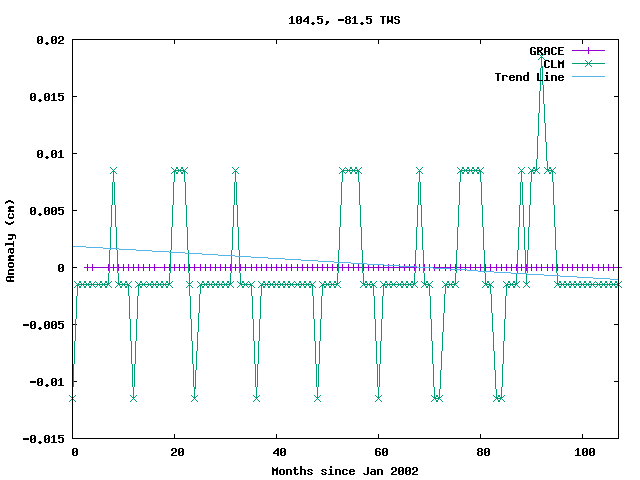 104.5, -81.5 TWS
GRACE
CLM
Trend Line
0.02
0.015
0.01
0.005
0
-0.005
-0.01
-0.015
Anomaly (cm)
0 20 40 60 80 100
Months since Jan 2002